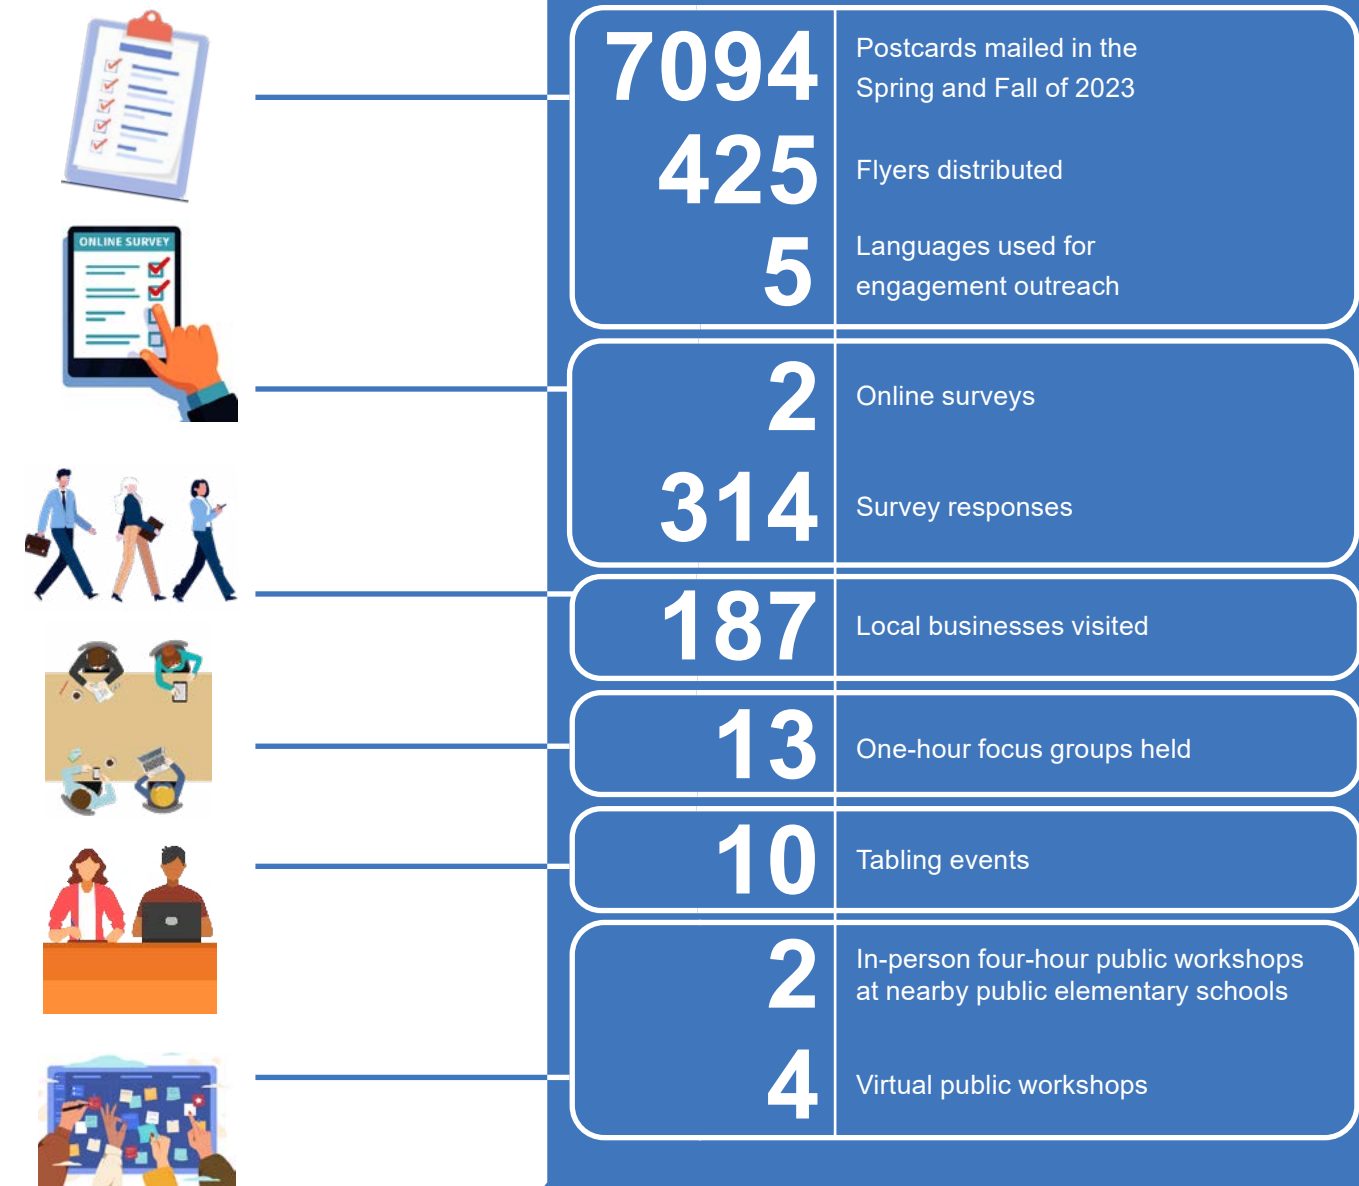 7094
Postcards mailed in the
Spring and Fall of 2023
425
Flyers distributed
5
Languages used for
engagement outreach
ONLINE SURVEY
2
Online surveys
314
Survey responses
187
Local businesses visited
13
One-hour focus groups held
10
Tabling events
2
In-person four-hour public workshops
at nearby public elementary schools
4
Virtual public workshops